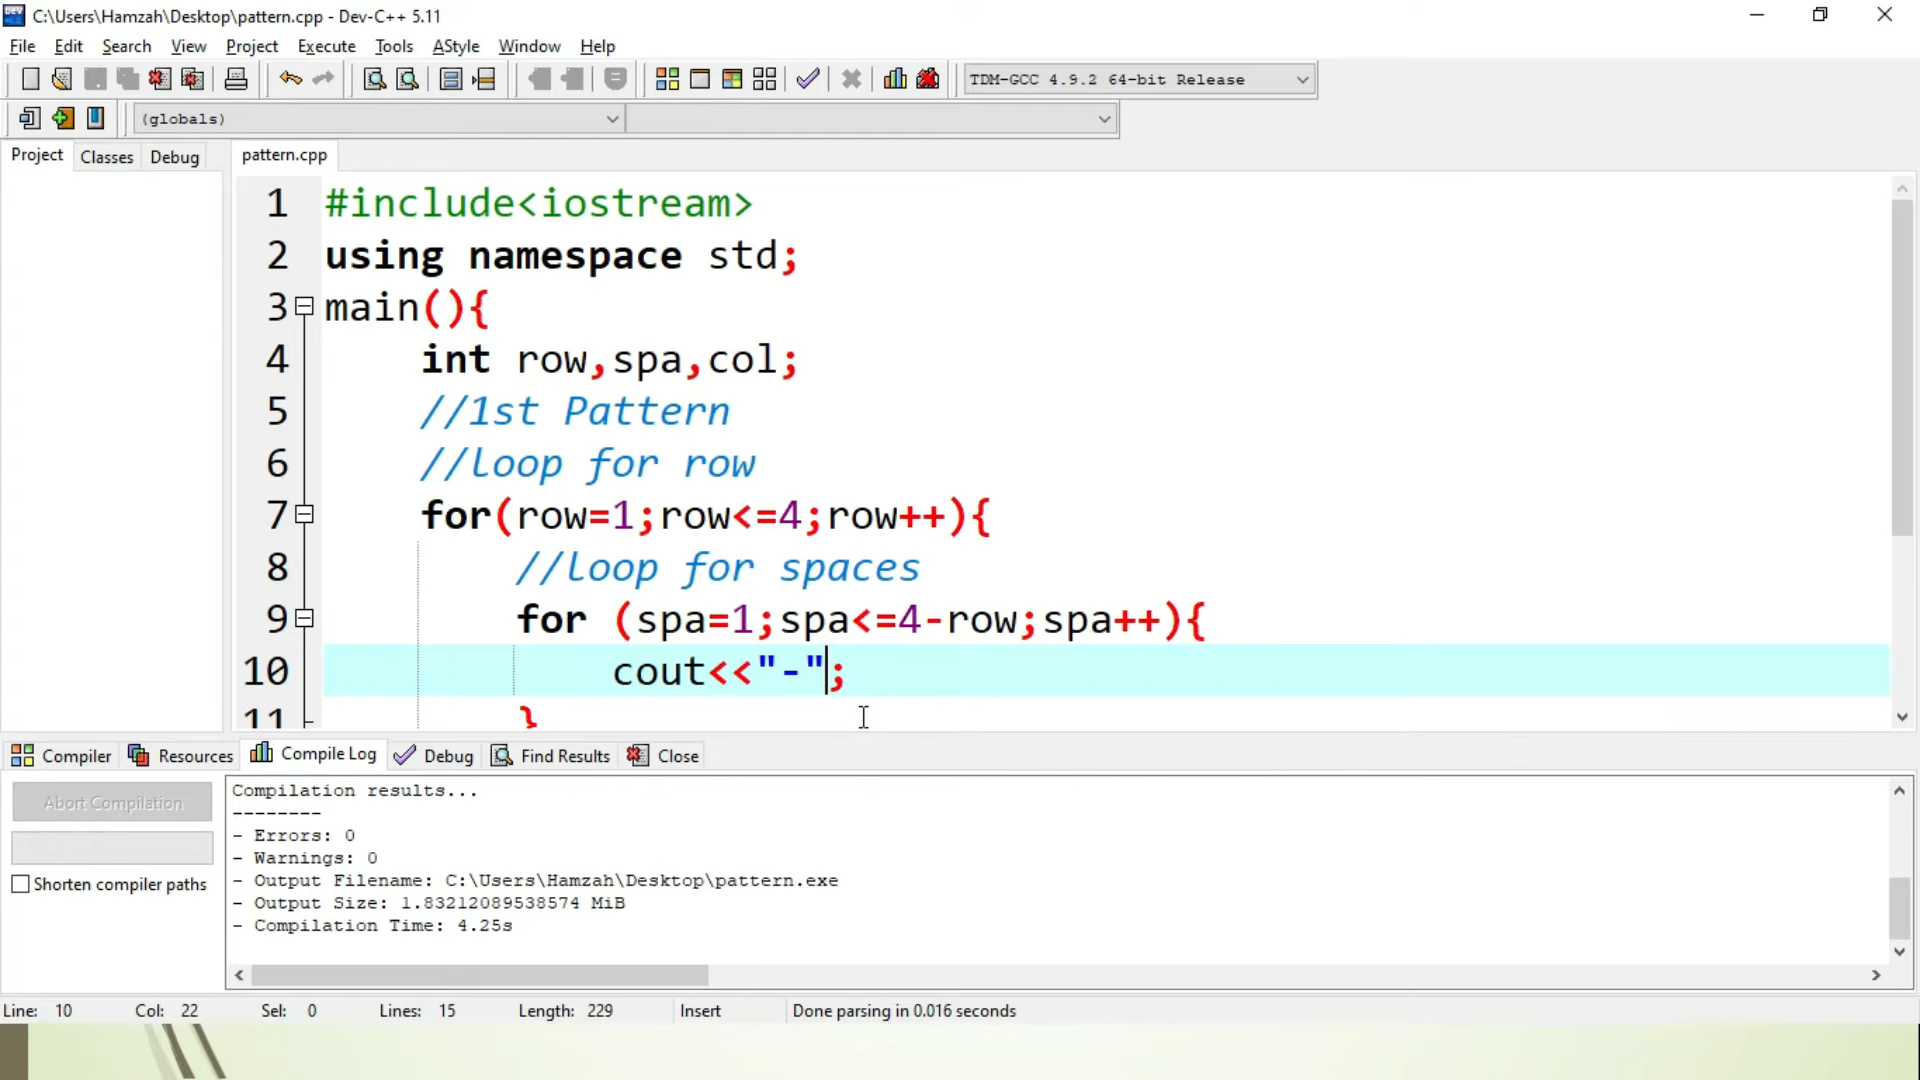 C:\Users\Hamzah\Desktop\pattern.cpp - Dev-C++ 5.11
File Edit Search View Project Execute Tools AStyle Window Help
TDM-GCC 4.9.2 64-bit Release
(globals)
Project Classes Debug pattern.cpp
1 #include<iostream>
2 using namespace std;
3 main(){
4 int row,spa,col;
5 //1st Pattern
6 //loop for row
7 for(row=1;row<=4;row++){
8 //loop for spaces
9 for (spa=1;spa<=4-row;spa++){
10 cout<<"-";
11 }
Compiler Resources Compile Log Debug Find Results Close
Abort Compilation
Shorten compiler paths
Compilation results...
--------
- Errors: 0
- Warnings: 0
- Output Filename: C:\Users\Hamzah\Desktop\pattern.exe
- Output Size: 1.83212089538574 MiB
- Compilation Time: 4.25s
Line: 10 Col: 22 Sel: 0 Lines: 15 Length: 229 Insert Done parsing in 0.016 seconds